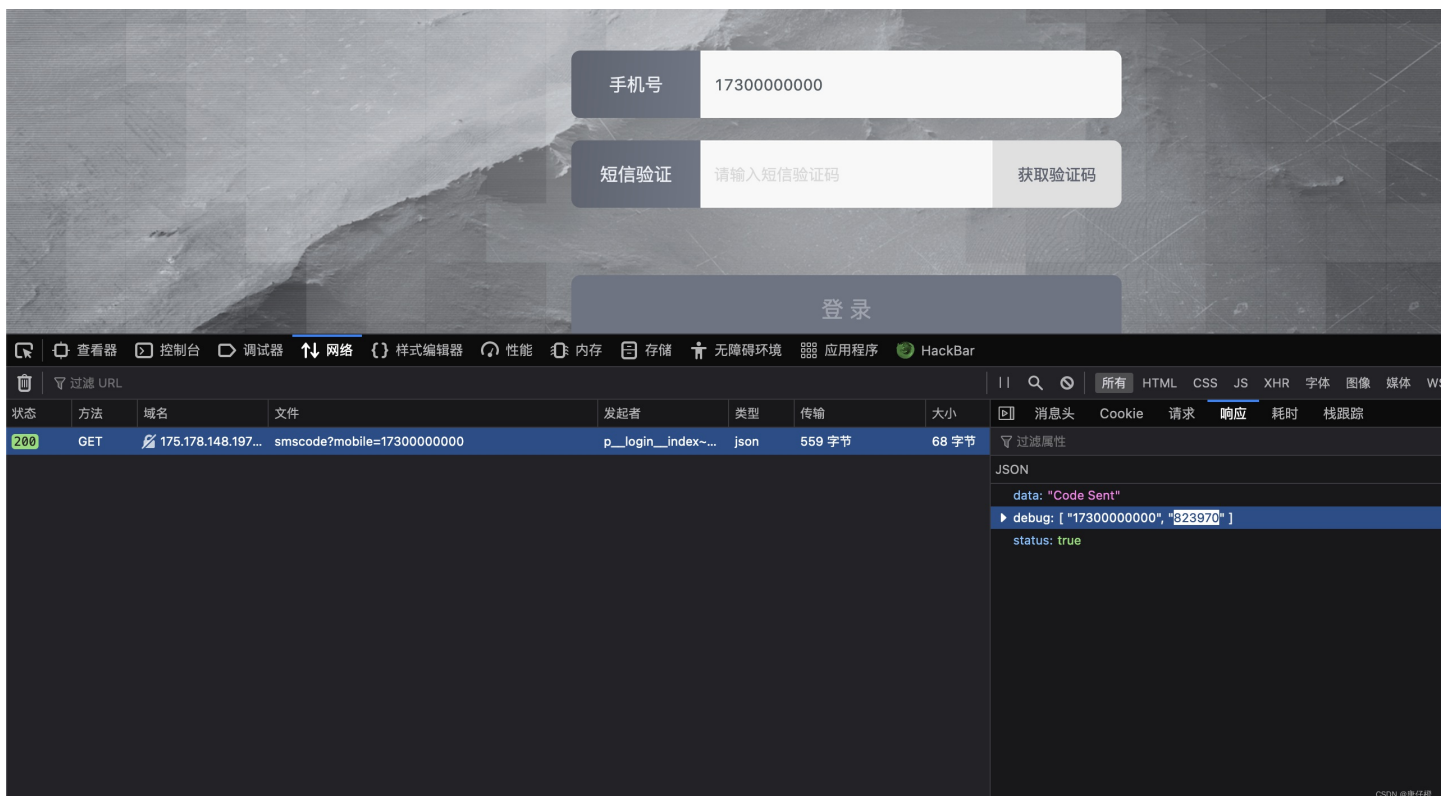 手机号 17300000000
短信验证 请输入短信验证码 获取验证码
登 录
查看器 控制台 调试器 网络 {} 样式编辑器 性能 内存 存储 无障碍环境 应用程序 HackBar
过滤 URL 所有 HTML CSS JS XHR 字体 图像 媒体 WS
状态 方法 域名 文件 发起者 类型 传输 大小 消息头 Cookie 请求 响应 耗时 栈跟踪
200 GET 175.178.148.197... smscode?mobile=17300000000 p__login__index~... json 559 字节 68 字节 过滤属性
JSON
data: "Code Sent"
debug: [ "17300000000", "823970" ]
status: true